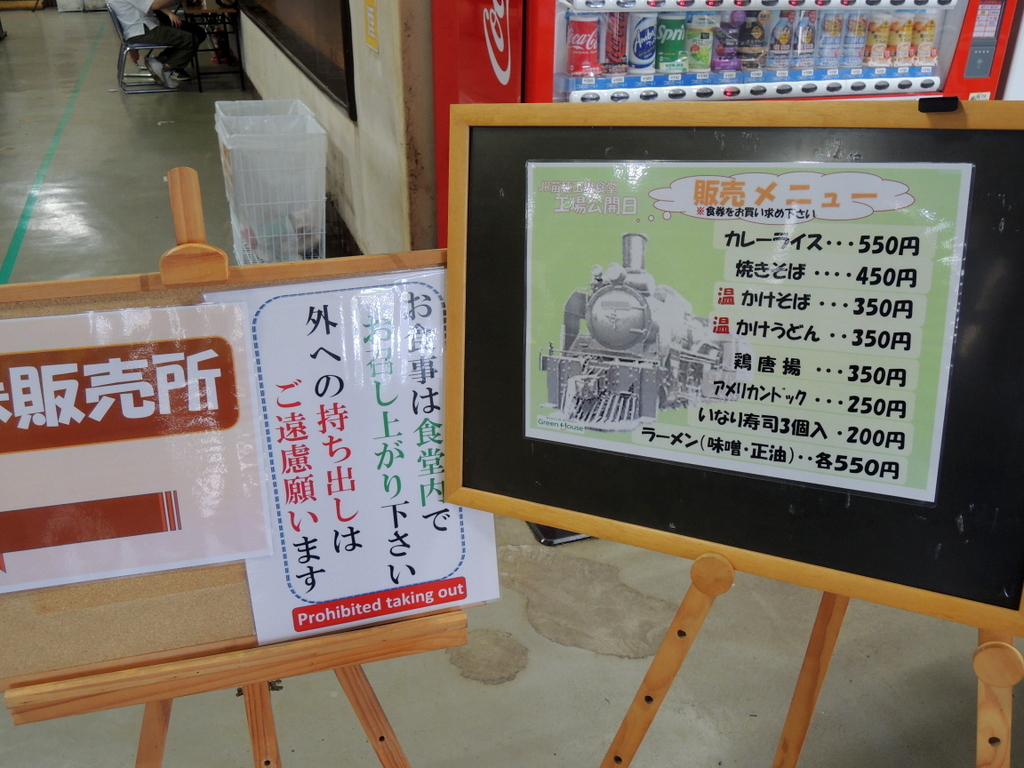 販売所
お食事は食堂内で
お召し上がり下さい
外への持ち出しは
ご遠慮願います
Prohibited taking out
工場公開日
販売メニュー
※食券をお買い求め下さい
カレーライス・・・550円
焼きそば ・・・・450円
温 かけそば ・・・350円
温 かけうどん ・・350円
鶏唐揚 ・・・350円
アメリカンドック ・・・250円
いなり寿司3個入 ・200円
ラーメン(味噌・正油)・・各550円
Green House
Coca-Cola